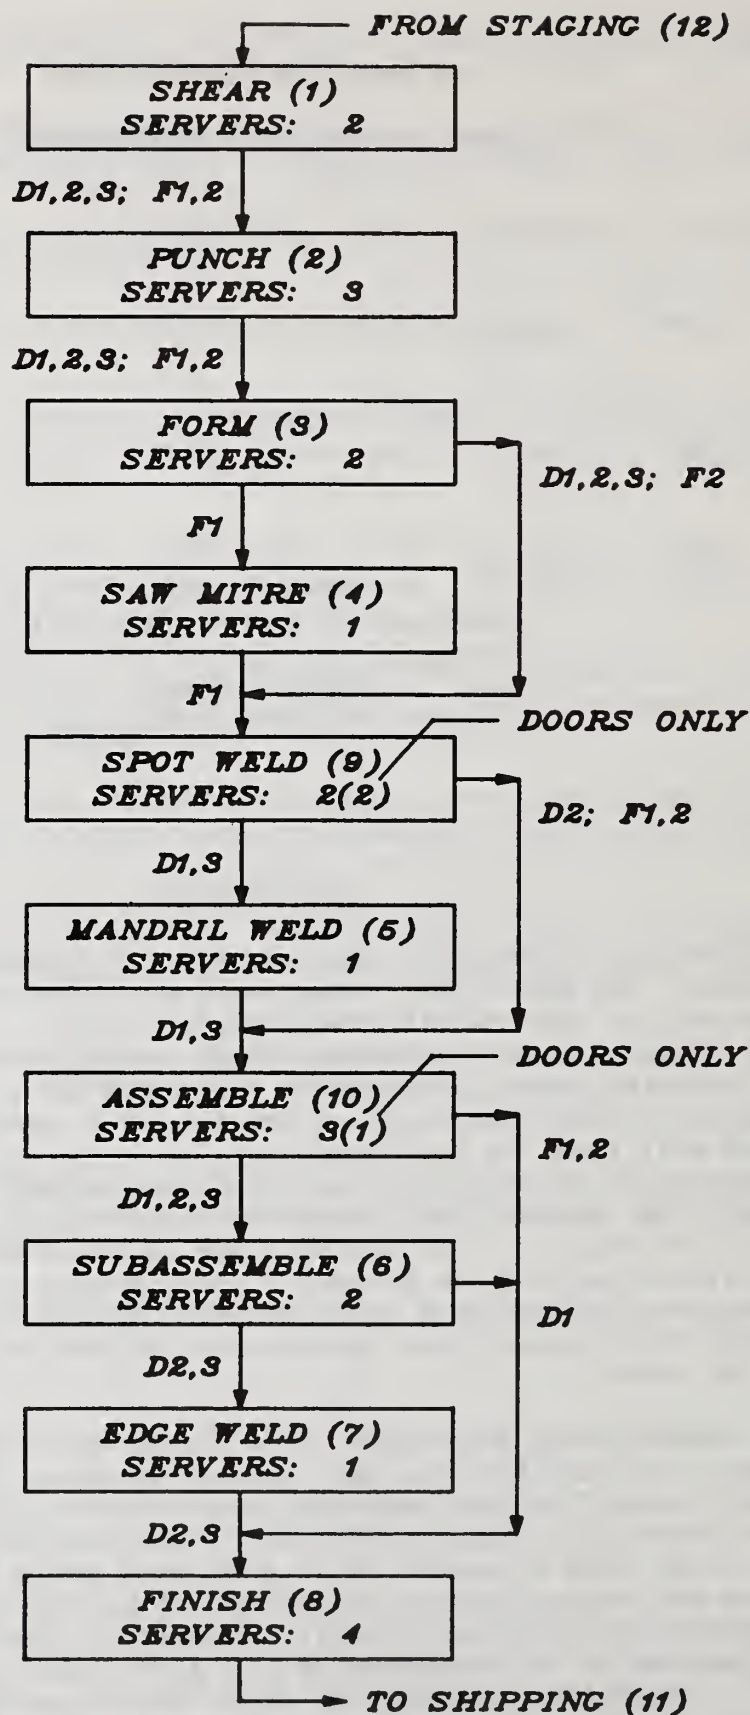 FROM STAGING (12)
SHEAR (1)
SERVERS: 2
D1,2,3; F1,2
PUNCH (2)
SERVERS: 3
D1,2,3; F1,2
FORM (3)
SERVERS: 2
D1,2,3; F2
F1
SAW MITRE (4)
SERVERS: 1
F1
DOORS ONLY
SPOT WELD (9)
SERVERS: 2(2)
D2; F1,2
D1,3
MANDRIL WELD (5)
SERVERS: 1
D1,3
DOORS ONLY
ASSEMBLE (10)
SERVERS: 3(1)
F1,2
D1,2,3
SUBASSEMBLE (6)
SERVERS: 2
D1
D2,3
EDGE WELD (7)
SERVERS: 1
D2,3
FINISH (8)
SERVERS: 4
TO SHIPPING (11)